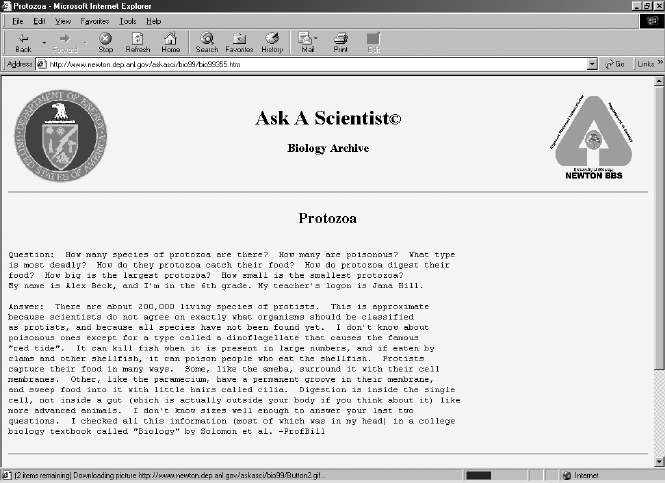 Protozoa - Microsoft Internet Explorer
File Edit View Favorites Tools Help
Back Forward Stop Refresh Home Search Favorites History Mail Print Edit
Address http://www.newton.dep.anl.gov/askasci/bio99/bio99355.htm Go Links »
DEPARTMENT OF ENERGY
UNITED STATES OF AMERICA
Ask A Scientist©
Biology Archive
NEWTON BBS
Protozoa
Question: How many species of protozoa are there? How many are poisonous? What type
is most deadly? How do they protozoa catch their food? How do protozoa digest their
food? How big is the largest protozoa? How small is the smallest protozoa?
My name is Alex Beck, and I'm in the 6th grade. My teacher's logon is Jana Hill.
Answer: There are about 200,000 living species of protists. This is approximate
because scientists do not agree on exactly what organisms should be classified
as protists, and because all species have not been found yet. I don't know about
poisonous ones except for a type called a dinoflagellate that causes the famous
"red tide". It can kill fish when it is present in large numbers, and if eaten by
clams and other shellfish, it can poison people who eat the shellfish. Protists
capture their food in many ways. Some, like the ameba, surround it with their cell
membranes. Other, like the paramecium, have a permanent groove in their membrane,
and sweep food into it with little hairs called cilia. Digestion is inside the single
cell, not inside a gut (which is actually outside your body if you think about it) like
more advanced animals. I don't know sizes well enough to answer your last two
questions. I checked all this information (most of which was in my head) in a college
biology textbook called "Biology" by Solomon et al. -ProfBill
(2 items remaining) Downloading picture http://www.newton.dep.anl.gov/askasci/bio99/Button2.gif... Internet